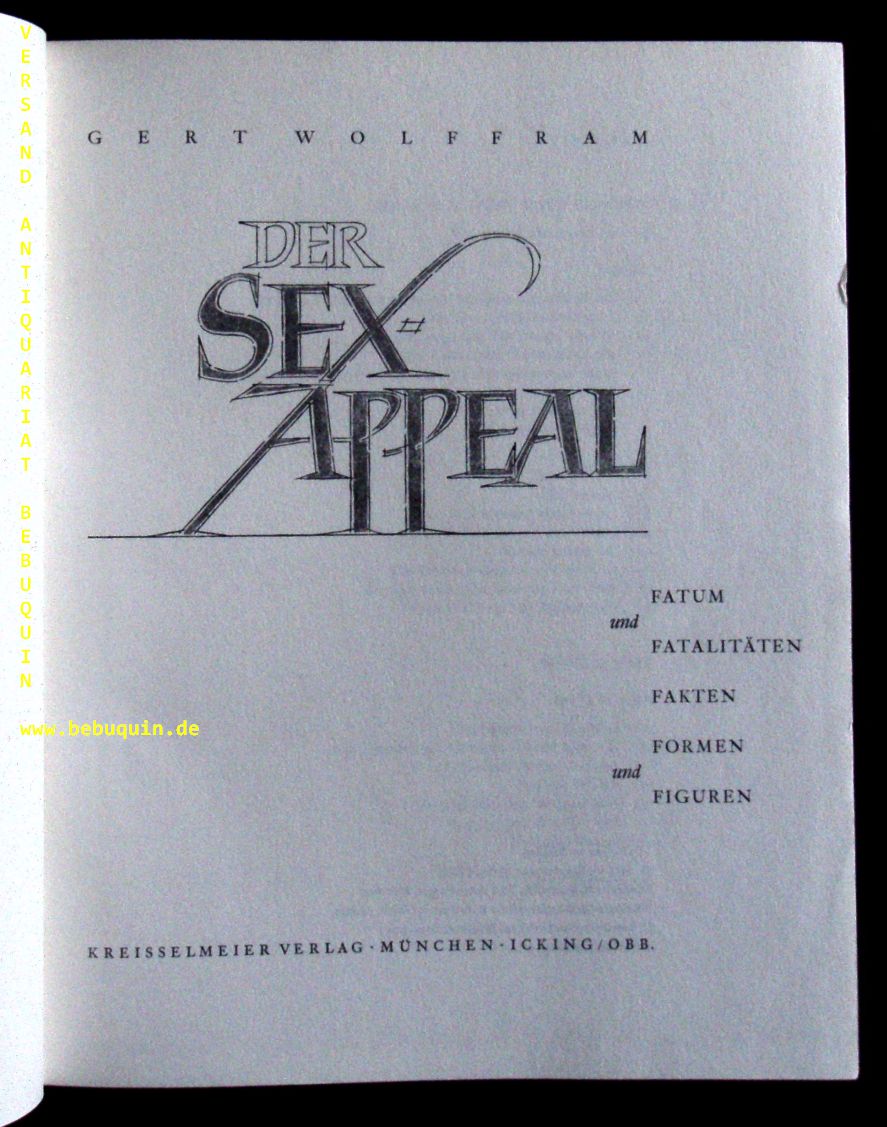 GERT WOLFFRAM
DER
SEX-
APPEAL
FATUM
und
FATALITÄTEN
FAKTEN
FORMEN
und
FIGUREN
KREISSELMEIER VERLAG · MÜNCHEN · ICKING/OBB.
VERSAND ANTIQUARIAT BEBUQUIN
www.bebuquin.de